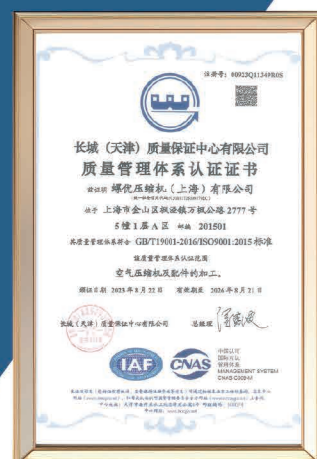 注册号：00923Q11349R0S
长城（天津）质量保证中心有限公司
质量管理体系认证证书
兹证明 螺优压缩机（上海）有限公司
位于 上海市金山区枫泾镇万枫公路2777号
5幢1层A区 邮编 201501
其质量管理体系符合 GB/T19001-2016/ISO9001:2015 标准
该质量管理体系认证范围
空气压缩机及配件的加工。
颁证日期 2023年8月22日 有效期至 2026年8月21日
长城（天津）质量保证中心有限公司 总经理
IAF
CNAS
中国认可
国际互认
管理体系
MANAGEMENT SYSTEM
CNAS C009-M